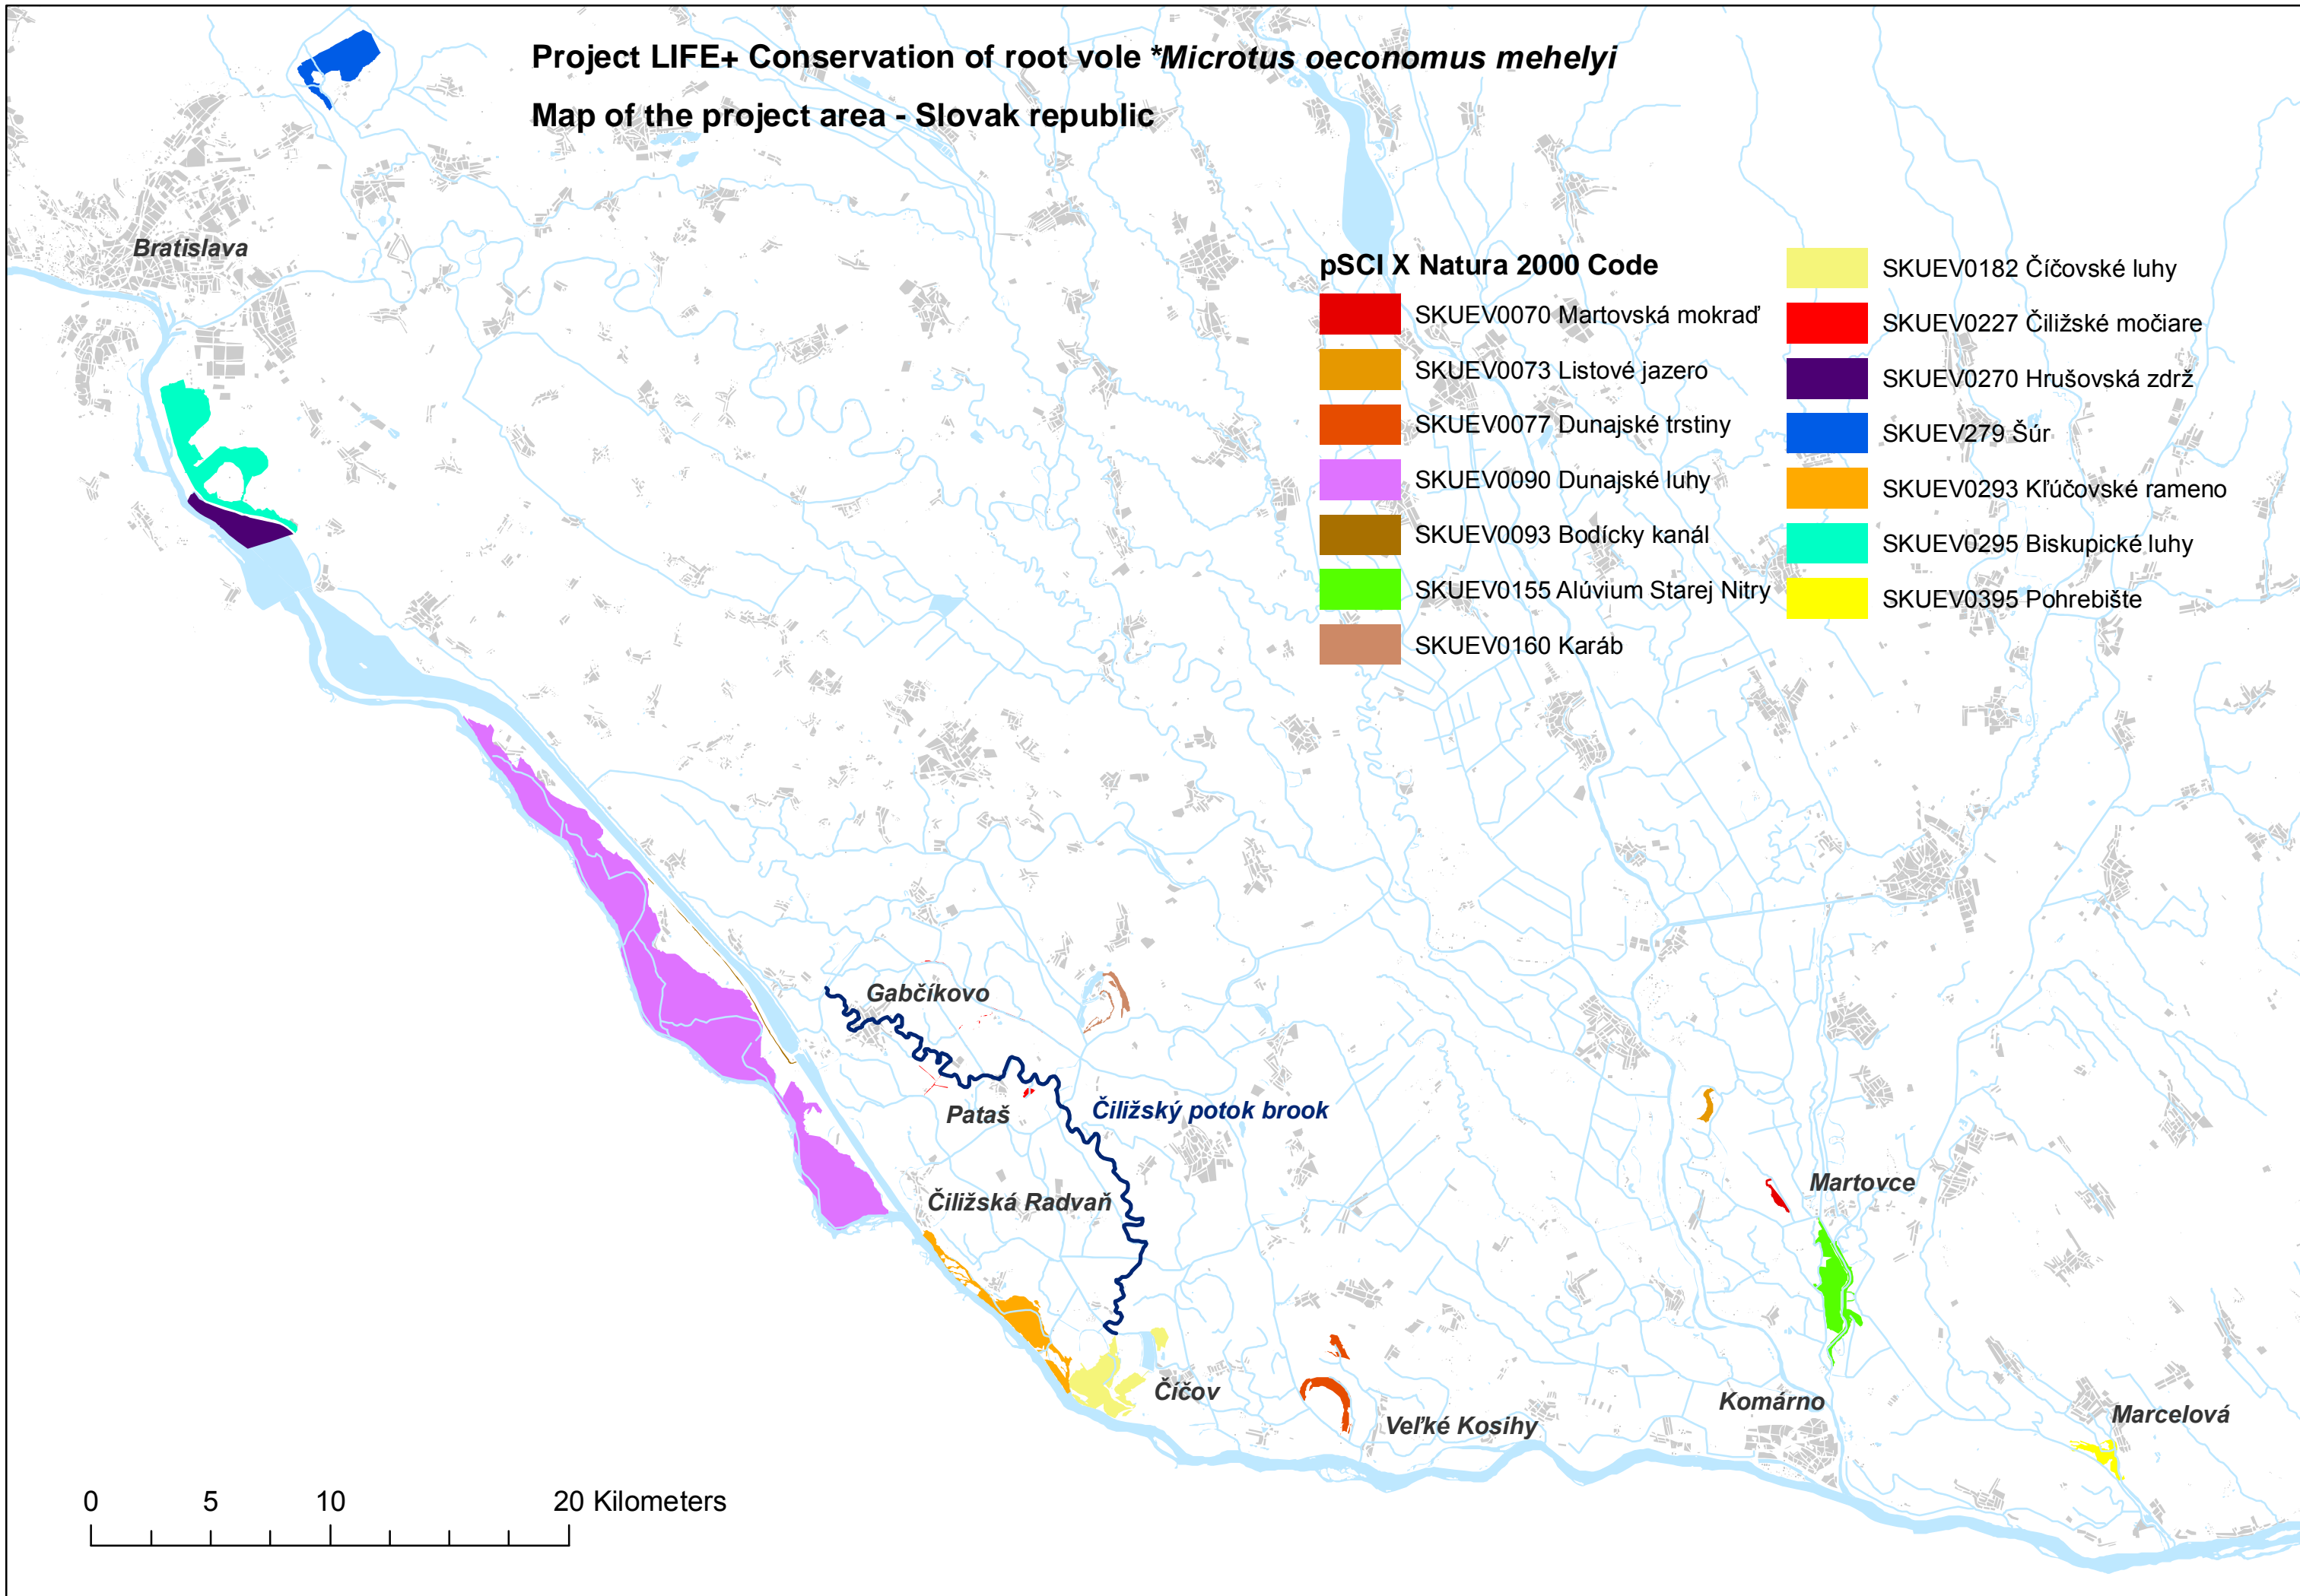 Project LIFE+ Conservation of root vole *Microtus oeconomus mehelyi
Map of the project area - Slovak republic
Bratislava
pSCI X Natura 2000 Code
SKUEV0070 Martovská mokraď
SKUEV0073 Listové jazero
SKUEV0077 Dunajské trstiny
SKUEV0090 Dunajské luhy
SKUEV0093 Bodícky kanál
SKUEV0155 Alúvium Starej Nitry
SKUEV0160 Karáb
SKUEV0182 Číčovské luhy
SKUEV0227 Čiližské močiare
SKUEV0270 Hrušovská zdrž
SKUEV279 Šúr
SKUEV0293 Kľúčovské rameno
SKUEV0295 Biskupické luhy
SKUEV0395 Pohrebište
Gabčíkovo
Pataš
Čiližský potok brook
Čiližská Radvaň
Martovce
Číčov
Veľké Kosihy
Komárno
Marcelová
0 5 10 20 Kilometers